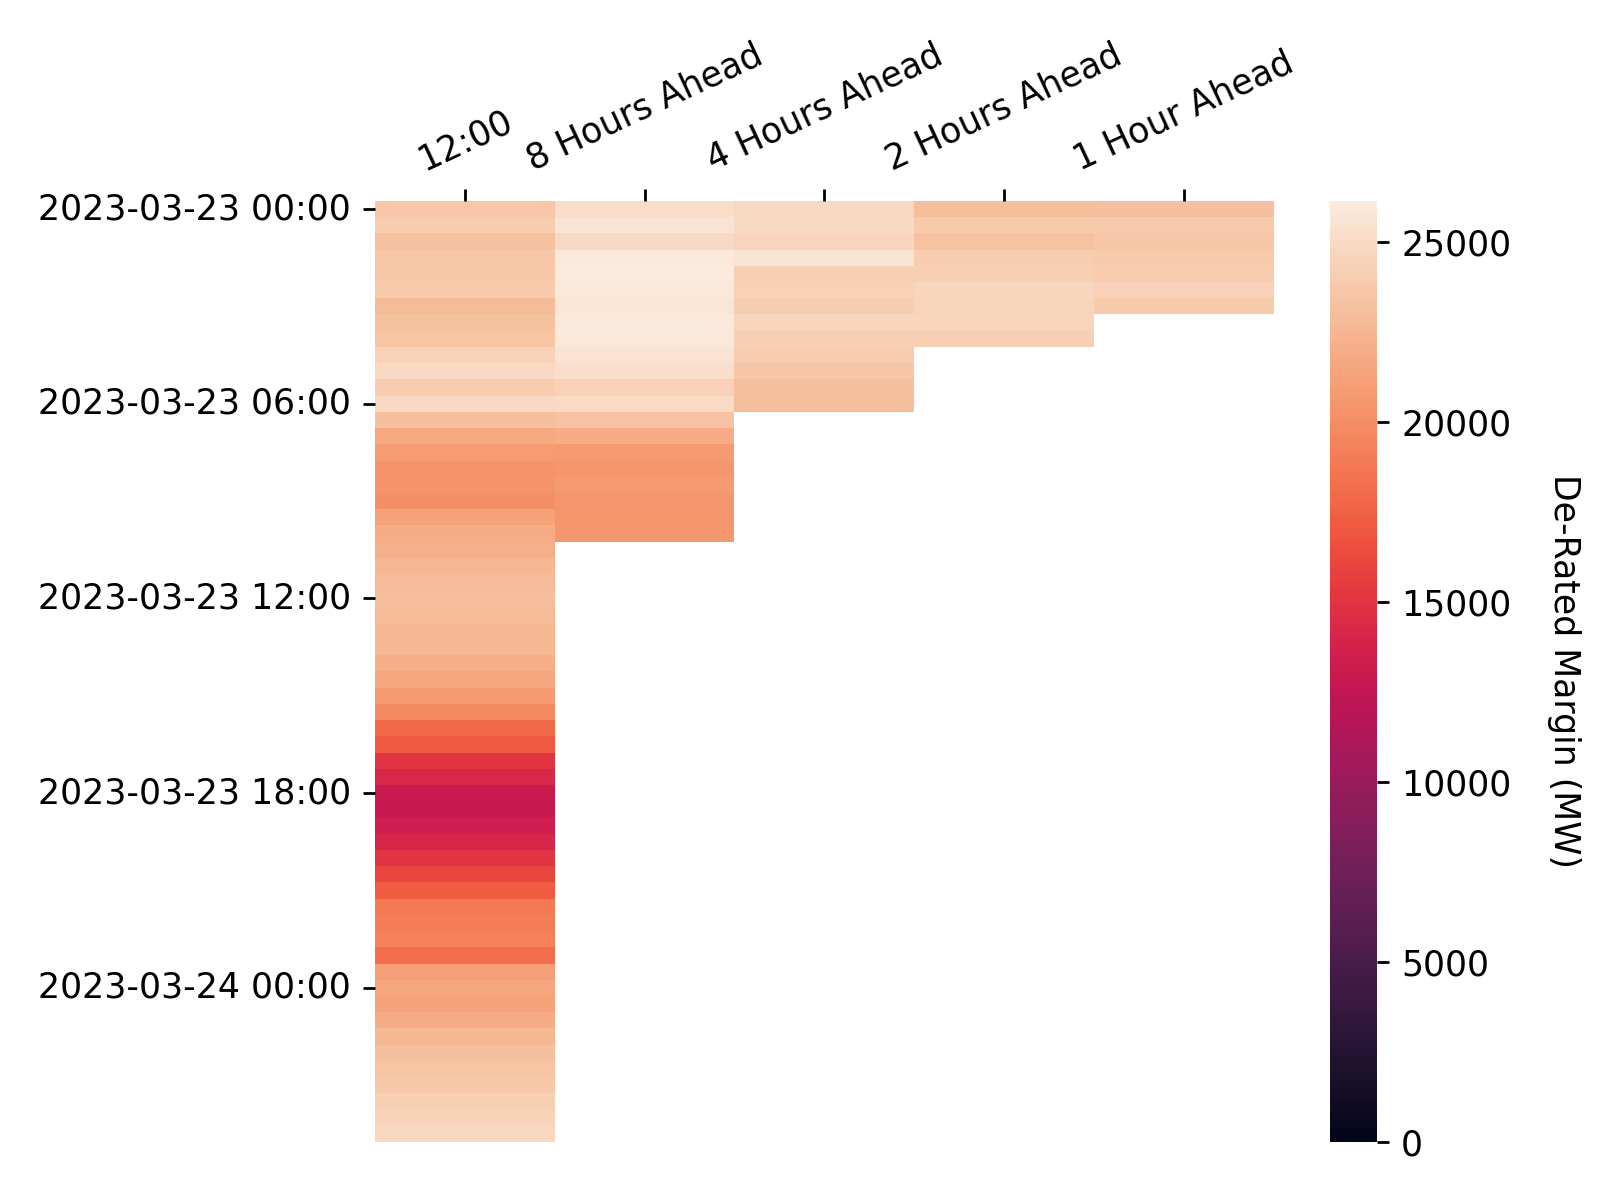 12:00
8 Hours Ahead
4 Hours Ahead
2 Hours Ahead
1 Hour Ahead
2023-03-23 00:00
2023-03-23 06:00
2023-03-23 12:00
2023-03-23 18:00
2023-03-24 00:00
25000
20000
15000
10000
5000
0
De-Rated Margin (MW)